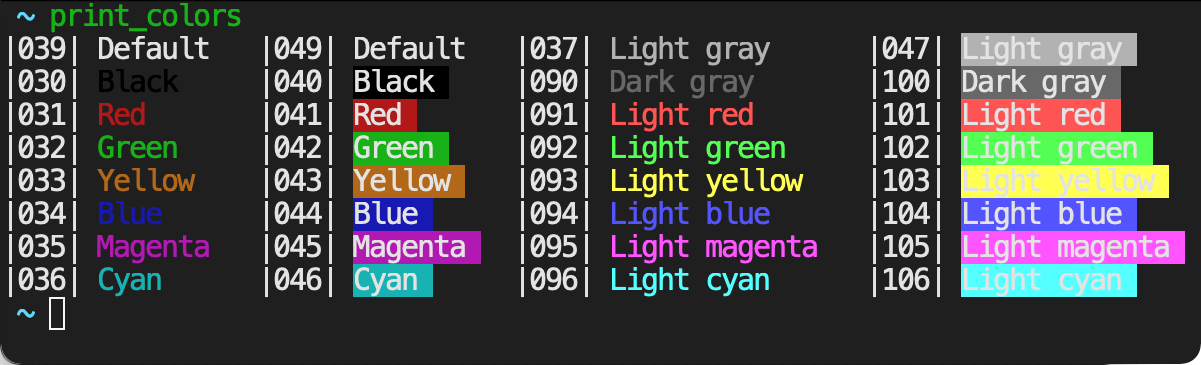 ~ print_colors
|039| Default |049| Default |037| Light gray |047| Light gray
|030| Black |040| Black |090| Dark gray |100| Dark gray
|031| Red |041| Red |091| Light red |101| Light red
|032| Green |042| Green |092| Light green |102| Light green
|033| Yellow |043| Yellow |093| Light yellow |103| Light yellow
|034| Blue |044| Blue |094| Light blue |104| Light blue
|035| Magenta |045| Magenta |095| Light magenta |105| Light magenta
|036| Cyan |046| Cyan |096| Light cyan |106| Light cyan
~